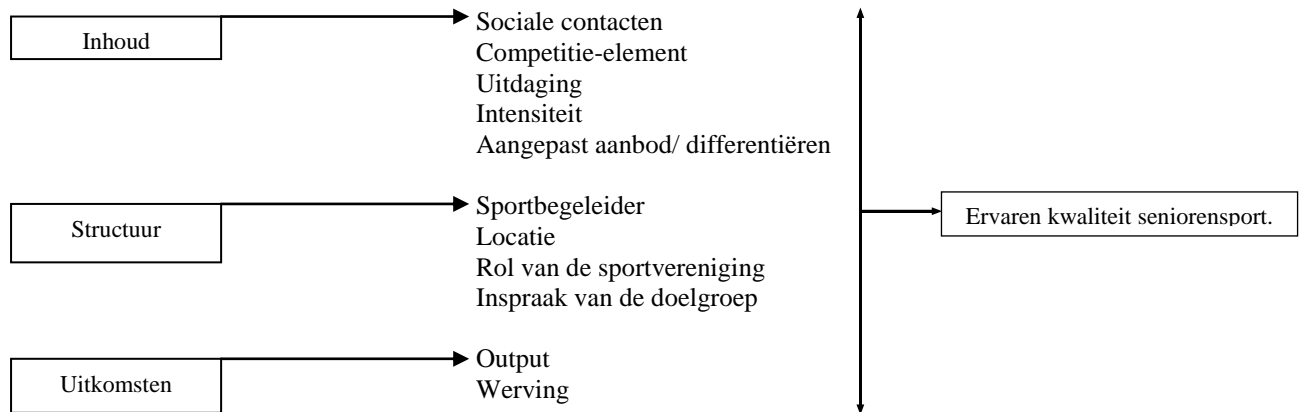 Inhoud
Sociale contacten
Competitie-element
Uitdaging
Intensiteit
Aangepast aanbod/ differentiëren
Structuur
Sportbegeleider
Locatie
Rol van de sportvereniging
Inspraak van de doelgroep
Ervaren kwaliteit seniorensport.
Uitkomsten
Output
Werving